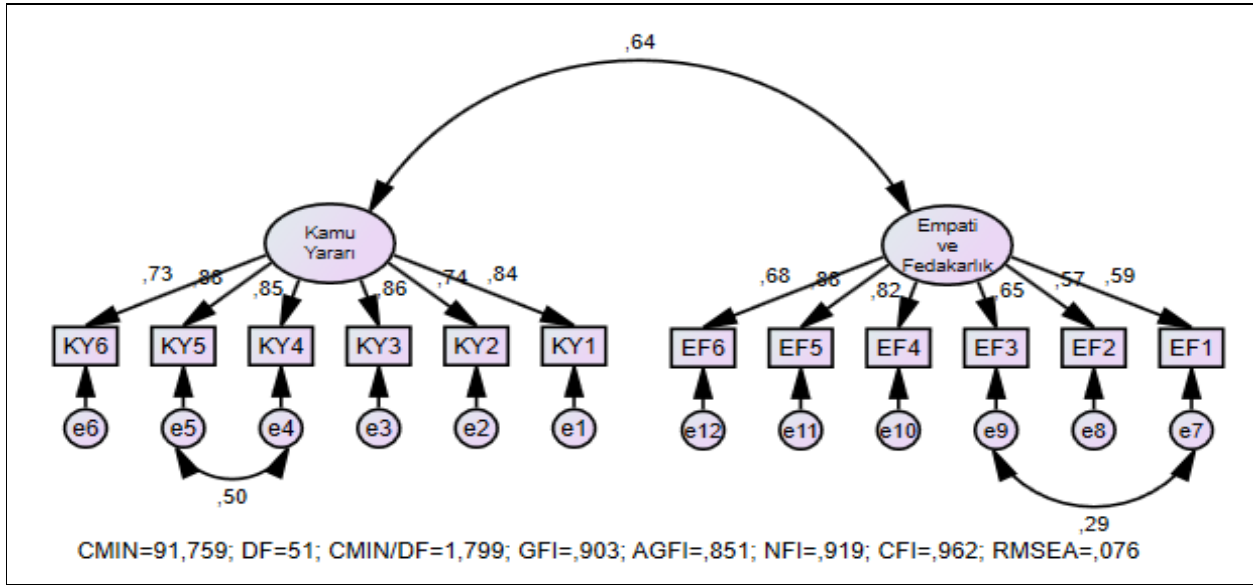 ,64
Kamu
Yararı
Empati
ve
Fedakarlık
,73 ,88 ,85 ,86 ,74 ,84
,68 ,88 ,82 ,65 ,57 ,59
KY6 KY5 KY4 KY3 KY2 KY1
EF6 EF5 EF4 EF3 EF2 EF1
e6 e5 e4 e3 e2 e1
e12 e11 e10 e9 e8 e7
,50
,29
CMIN=91,759; DF=51; CMIN/DF=1,799; GFI=,903; AGFI=,851; NFI=,919; CFI=,962; RMSEA=,076